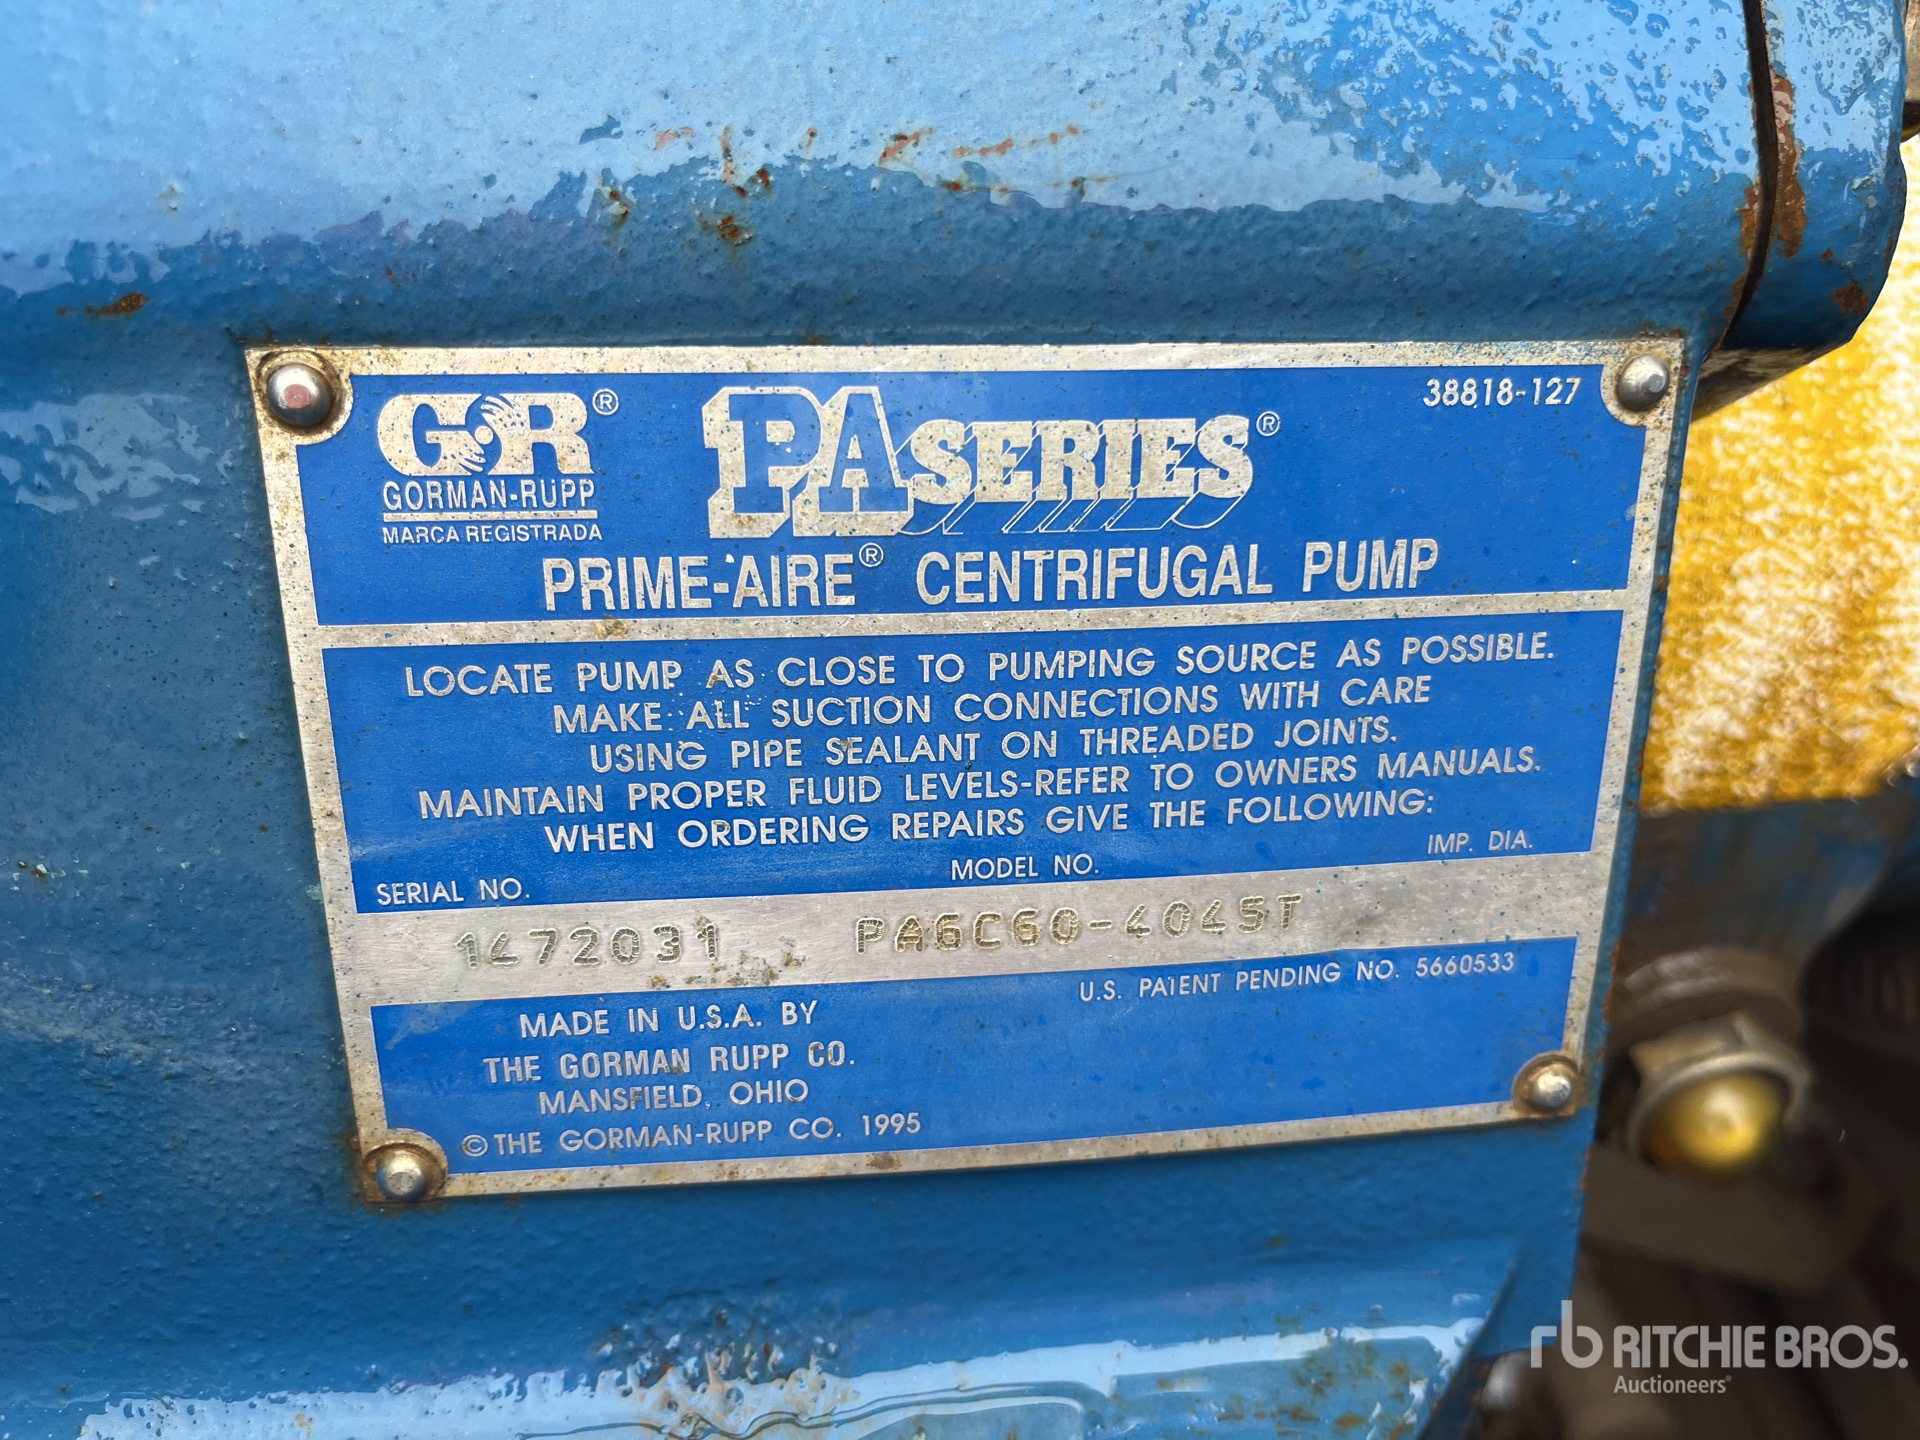 38818-127
G·R®
GORMAN-RUPP
MARCA REGISTRADA
PA SERIES®
PRIME-AIRE® CENTRIFUGAL PUMP
LOCATE PUMP AS CLOSE TO PUMPING SOURCE AS POSSIBLE.
MAKE ALL SUCTION CONNECTIONS WITH CARE
USING PIPE SEALANT ON THREADED JOINTS.
MAINTAIN PROPER FLUID LEVELS-REFER TO OWNERS MANUALS.
WHEN ORDERING REPAIRS GIVE THE FOLLOWING:
SERIAL NO. MODEL NO. IMP. DIA.
1472031 PA6C60-4045T
U.S. PATENT PENDING NO. 5660533
MADE IN U.S.A. BY
THE GORMAN RUPP CO.
MANSFIELD, OHIO
© THE GORMAN-RUPP CO. 1995
rb RITCHIE BROS.
Auctioneers®